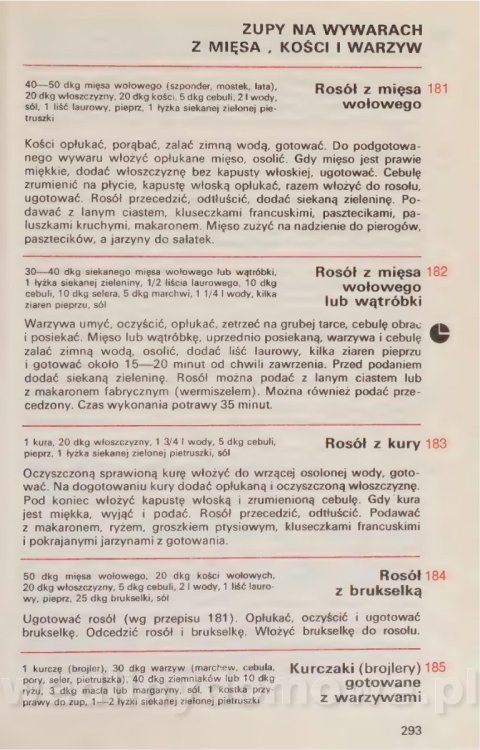 ZUPY NA WYWARACH
Z MIĘSA , KOŚCI I WARZYW
40—50 dkg mięsa wołowego (szponder, mostek, łata),
20 dkg włoszczyzny, 20 dkg kości, 5 dkg cebuli, 2 l wody,
sól, 1 liść laurowy, pieprz, 1 łyżka siekanej zielonej pie-
truszki
Rosół z mięsa 181
wołowego
Kości opłukać, porąbać, zalać zimną wodą, gotować. Do podgotowa-
nego wywaru włożyć opłukane mięso, osolić. Gdy mięso jest prawie
miękkie, dodać włoszczyznę bez kapusty włoskiej, ugotować. Cebulę
zrumienić na płycie, kapustę włoską opłukać, razem włożyć do rosołu,
ugotować. Rosół przecedzić, odtłuścić, dodać siekaną zieleninę. Po-
dawać z lanym ciastem, kluseczkami francuskimi, pasztecikami, pa-
luszkami kruchymi, makaronem. Mięso zużyć na nadzienie do pierogów,
pasztecików, a jarzyny do sałatek.
30—40 dkg siekanego mięsa wołowego lub wątróbki,
1 łyżka siekanej zieleniny, 1/2 liścia laurowego, 10 dkg
cebuli, 10 dkg selera, 5 dkg marchwi, 1 1/4 l wody, kilka
ziaren pieprzu, sól
Rosół z mięsa 182
wołowego
lub wątróbki
Warzywa umyć, oczyścić, opłukać, zetrzeć na grubej tarce, cebulę obrać
i posiekać. Mięso lub wątróbkę, uprzednio posiekaną, warzywa i cebulę
zalać zimną wodą, osolić, dodać liść laurowy, kilka ziaren pieprzu
i gotować około 15—20 minut od chwili zawrzenia. Przed podaniem
dodać siekaną zieleninę. Rosół można podać z lanym ciastem lub
z makaronem fabrycznym (wermiszelem). Można również podać prze-
cedzony. Czas wykonania potrawy 35 minut.
1 kura, 20 dkg włoszczyzny, 1 3/4 l wody, 5 dkg cebuli,
pieprz, 1 łyżka siekanej zielonej pietruszki, sól
Rosół z kury 183
Oczyszczoną sprawioną kurę włożyć do wrzącej osolonej wody, goto-
wać. Na dogotowaniu kury dodać opłukaną i oczyszczoną włoszczyznę.
Pod koniec włożyć kapustę włoską i zrumienioną cebulę. Gdy kura
jest miękka, wyjąć i podać. Rosół przecedzić, odtłuścić. Podawać
z makaronem, ryżem, groszkiem ptysiowym, kluseczkami francuskimi
i pokrajanymi jarzynami z gotowania.
50 dkg mięsa wołowego, 20 dkg kości wołowych,
20 dkg włoszczyzny, 5 dkg cebuli, 2 l wody, 1 liść lauro-
wy, pieprz, 25 dkg brukselki, sól
Rosół 184
z brukselką
Ugotować rosół (wg przepisu 181). Opłukać, oczyścić i ugotować
brukselkę. Odcedzić rosół i brukselkę. Włożyć brukselkę do rosołu.
1 kurczę (brojler), 30 dkg warzyw (marchew, cebula,
pory, seler, pietruszka), 40 dkg ziemniaków lub 10 dkg
ryżu, 3 dkg masła lub margaryny, sól, 1 kostka przy-
prawy do zup, 1—2 łyżki siekanej zielonej pietruszki
Kurczaki (brojlery) 185
gotowane
z warzywami
293